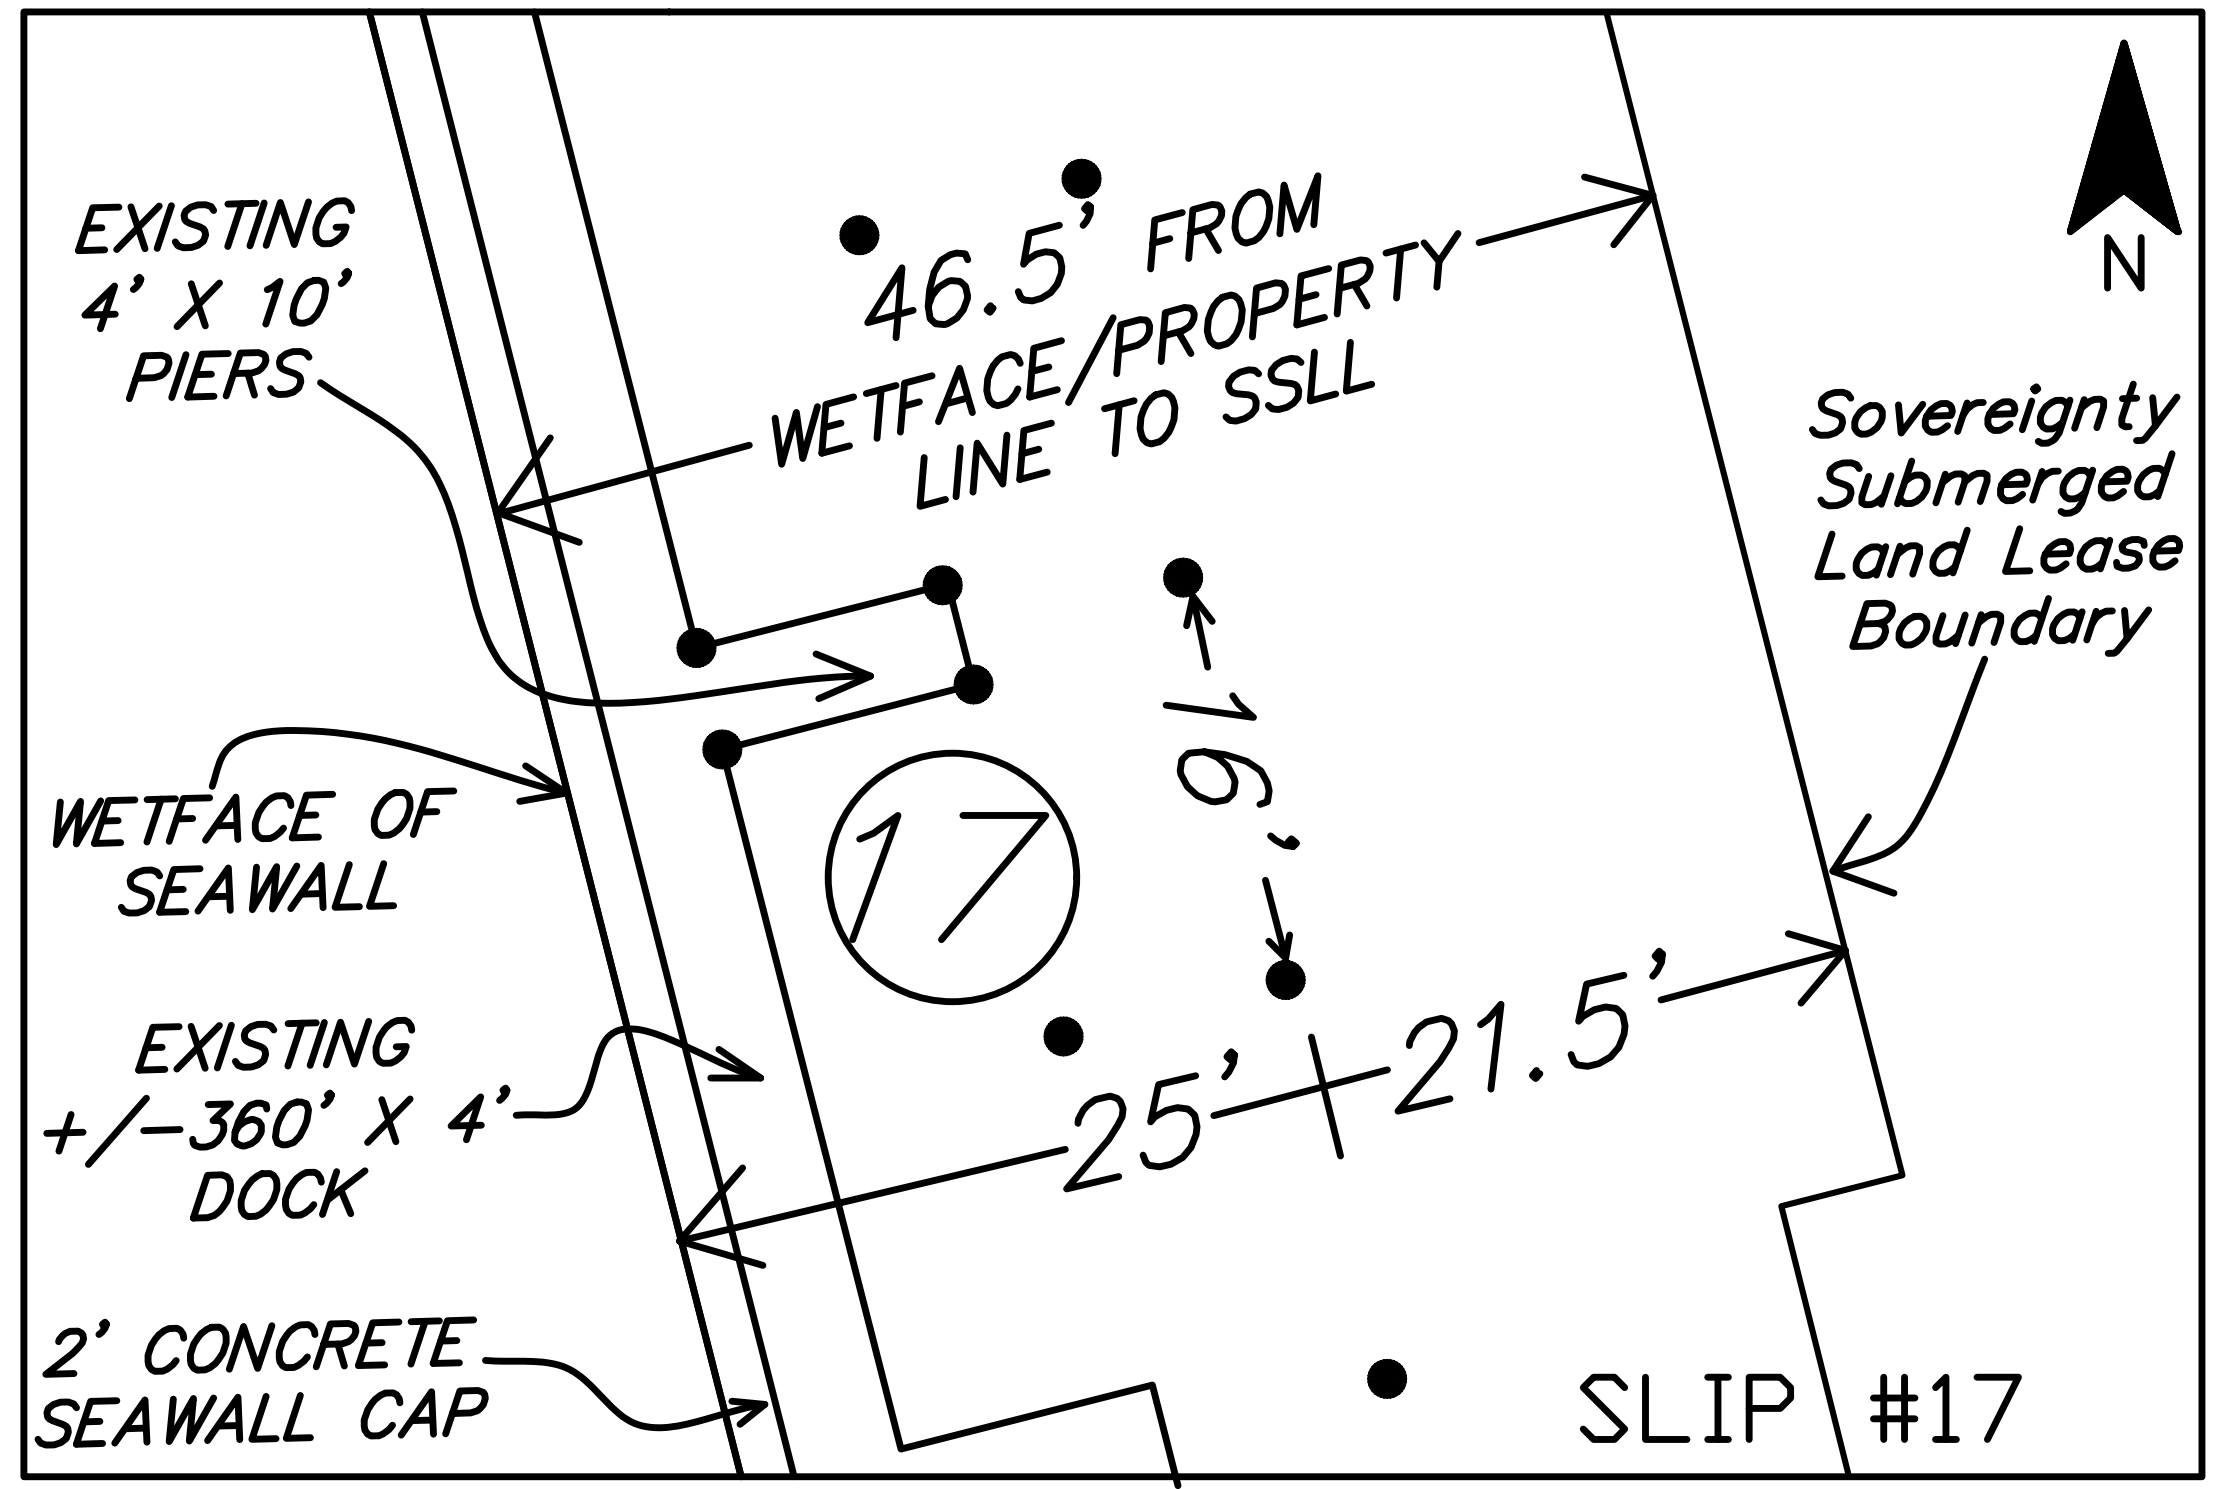 N
46.5' FROM
WETFACE/PROPERTY
LINE TO SSLL
EXISTING
4' X 10'
PIERS
Sovereignty
Submerged
Land Lease
Boundary
16'
WETFACE OF
SEAWALL
17
EXISTING
+/-360' X 4'
DOCK
25'
21.5'
2' CONCRETE
SEAWALL CAP
SLIP #17